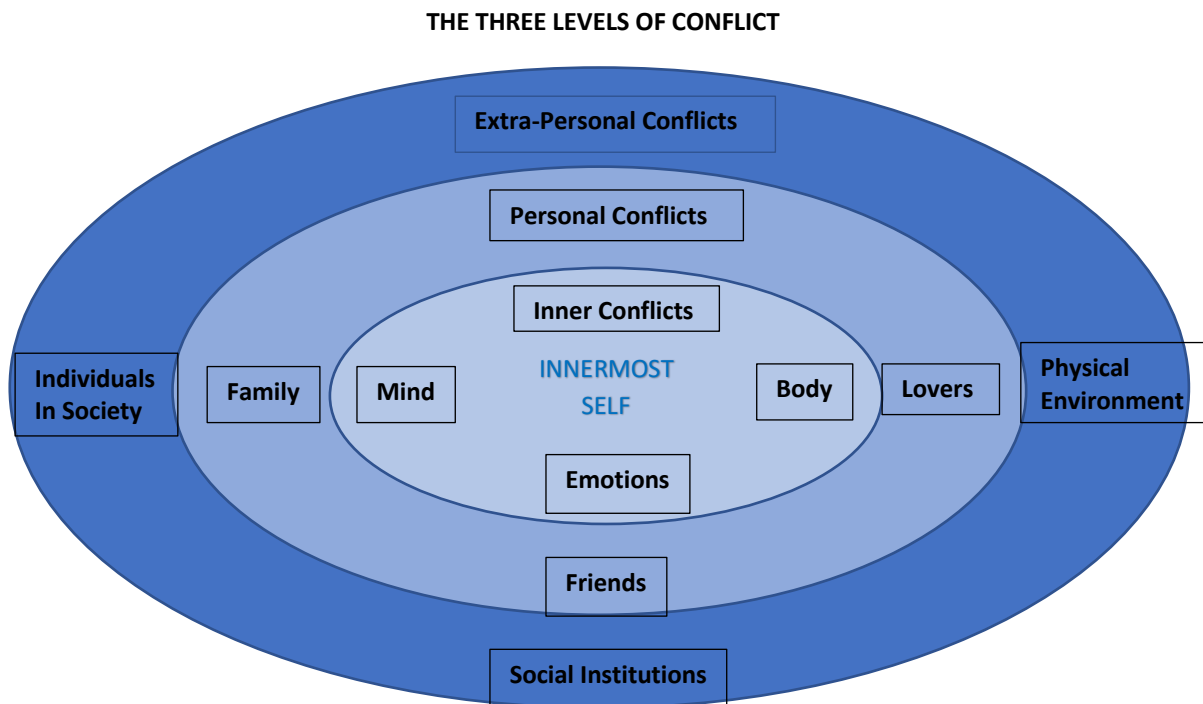 THE THREE LEVELS OF CONFLICT
Extra-Personal Conflicts
Personal Conflicts
Inner Conflicts
Individuals
In Society
Family
Mind
INNERMOST
SELF
Body
Lovers
Physical
Environment
Emotions
Friends
Social Institutions